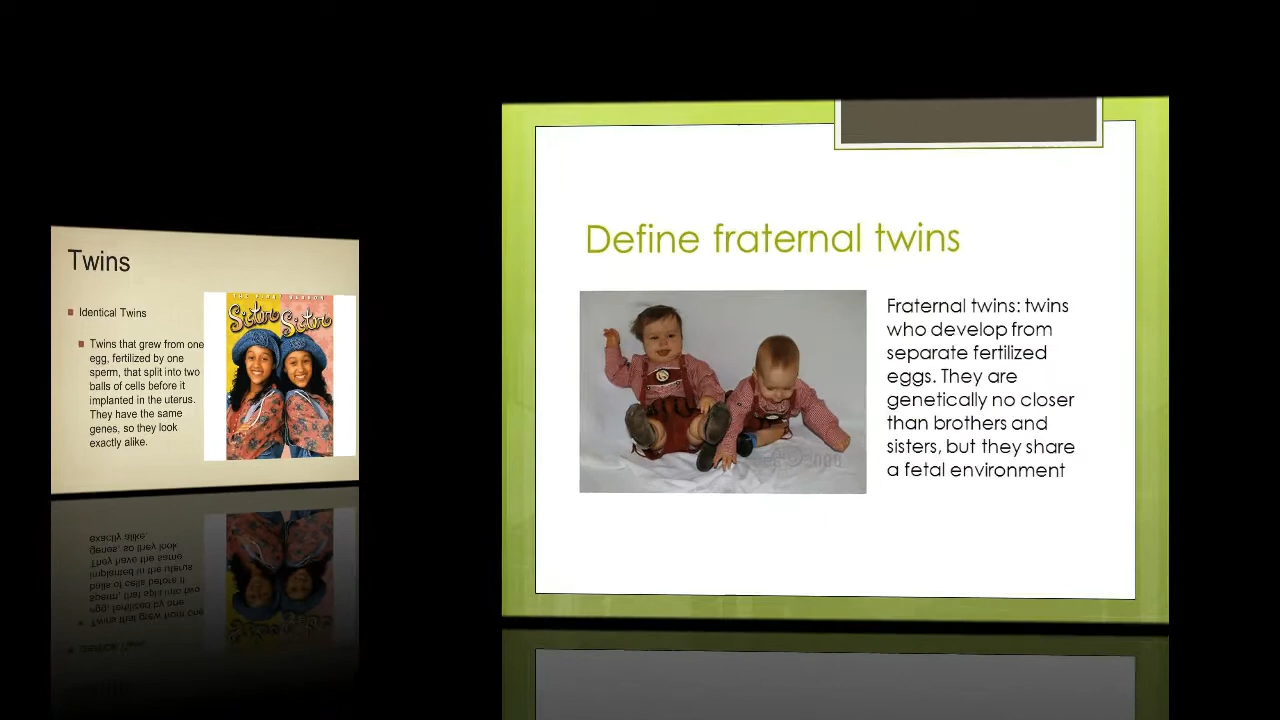 Twins
Identical Twins
Twins that grew from one
egg, fertilized by one
sperm, that split into two
balls of cells before it
implanted in the uterus.
They have the same
genes, so they look
exactly alike.
THE FIRST SEASON
Sister Sister
Define fraternal twins
Fraternal twins: twins
who develop from
separate fertilized
eggs. They are
genetically no closer
than brothers and
sisters, but they share
a fetal environment